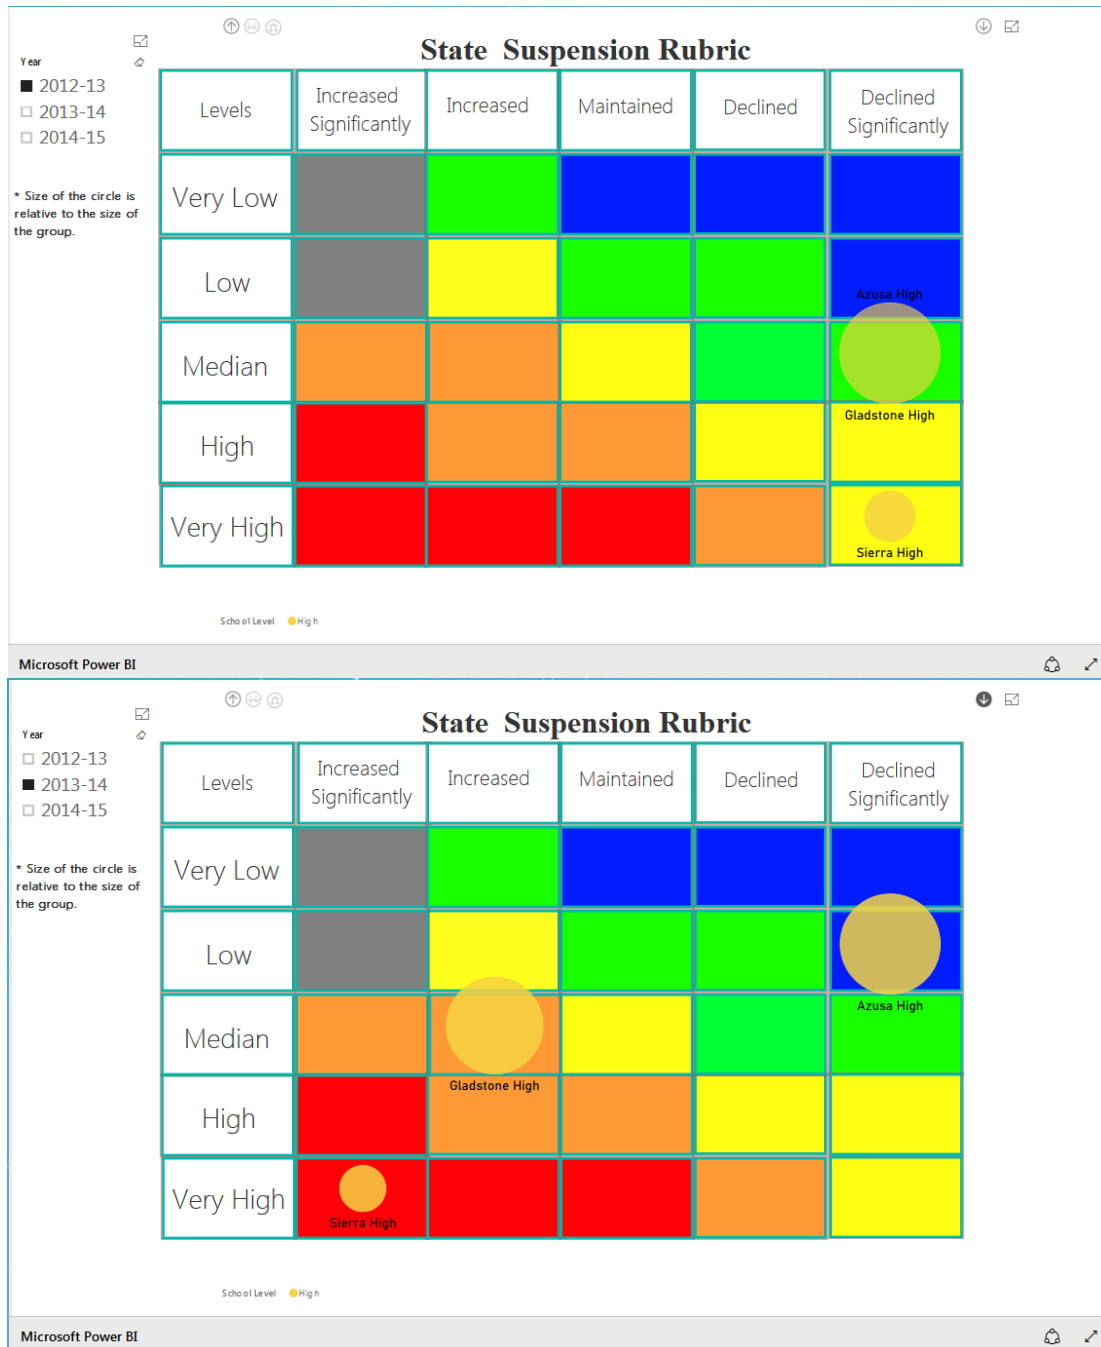 State Suspension Rubric
Year
2012-13
2013-14
2014-15
* Size of the circle is
relative to the size of
the group.
Levels
Increased
Significantly
Increased
Maintained
Declined
Declined
Significantly
Very Low
Low
Azusa High
Median
Gladstone High
High
Very High
Sierra High
School Level High
Microsoft Power BI
State Suspension Rubric
Year
2012-13
2013-14
2014-15
* Size of the circle is
relative to the size of
the group.
Levels
Increased
Significantly
Increased
Maintained
Declined
Declined
Significantly
Very Low
Low
Azusa High
Median
Gladstone High
High
Very High
Sierra High
School Level High
Microsoft Power BI